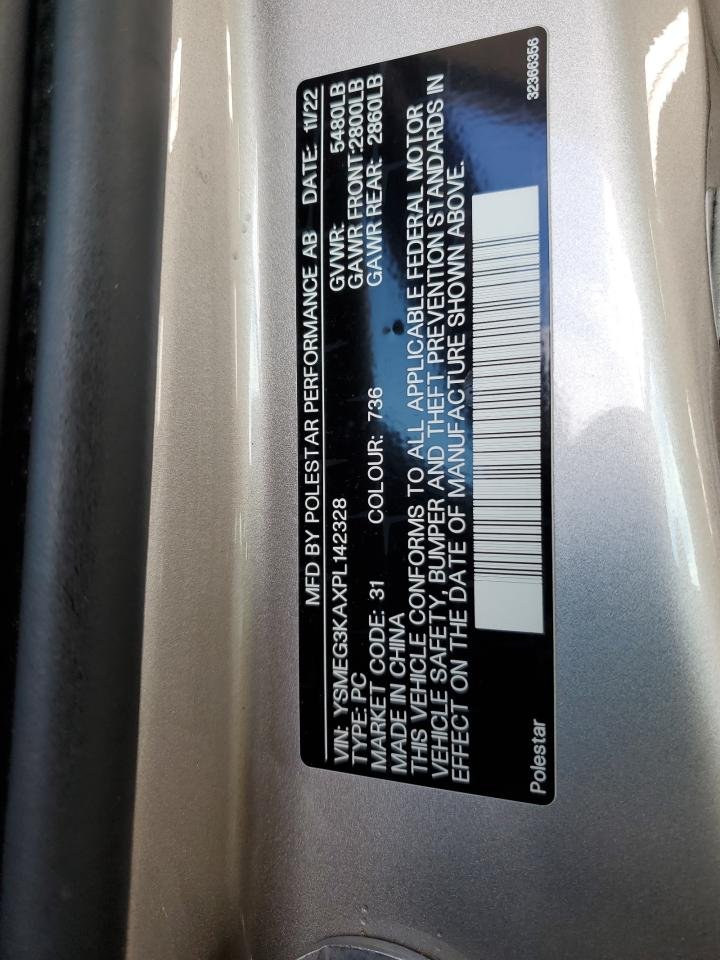 MFD BY POLESTAR PERFORMANCE AB DATE: 11/22
VIN: YSMEG3KAXPL142328 GVWR: 5480LB
TYPE: PC GAWR FRONT:2800LB
MARKET CODE: 31 COLOUR: 736 GAWR REAR: 2860LB
MADE IN CHINA
THIS VEHICLE CONFORMS TO ALL APPLICABLE FEDERAL MOTOR
VEHICLE SAFETY, BUMPER AND THEFT PREVENTION STANDARDS IN
EFFECT ON THE DATE OF MANUFACTURE SHOWN ABOVE.
Polestar 32366356